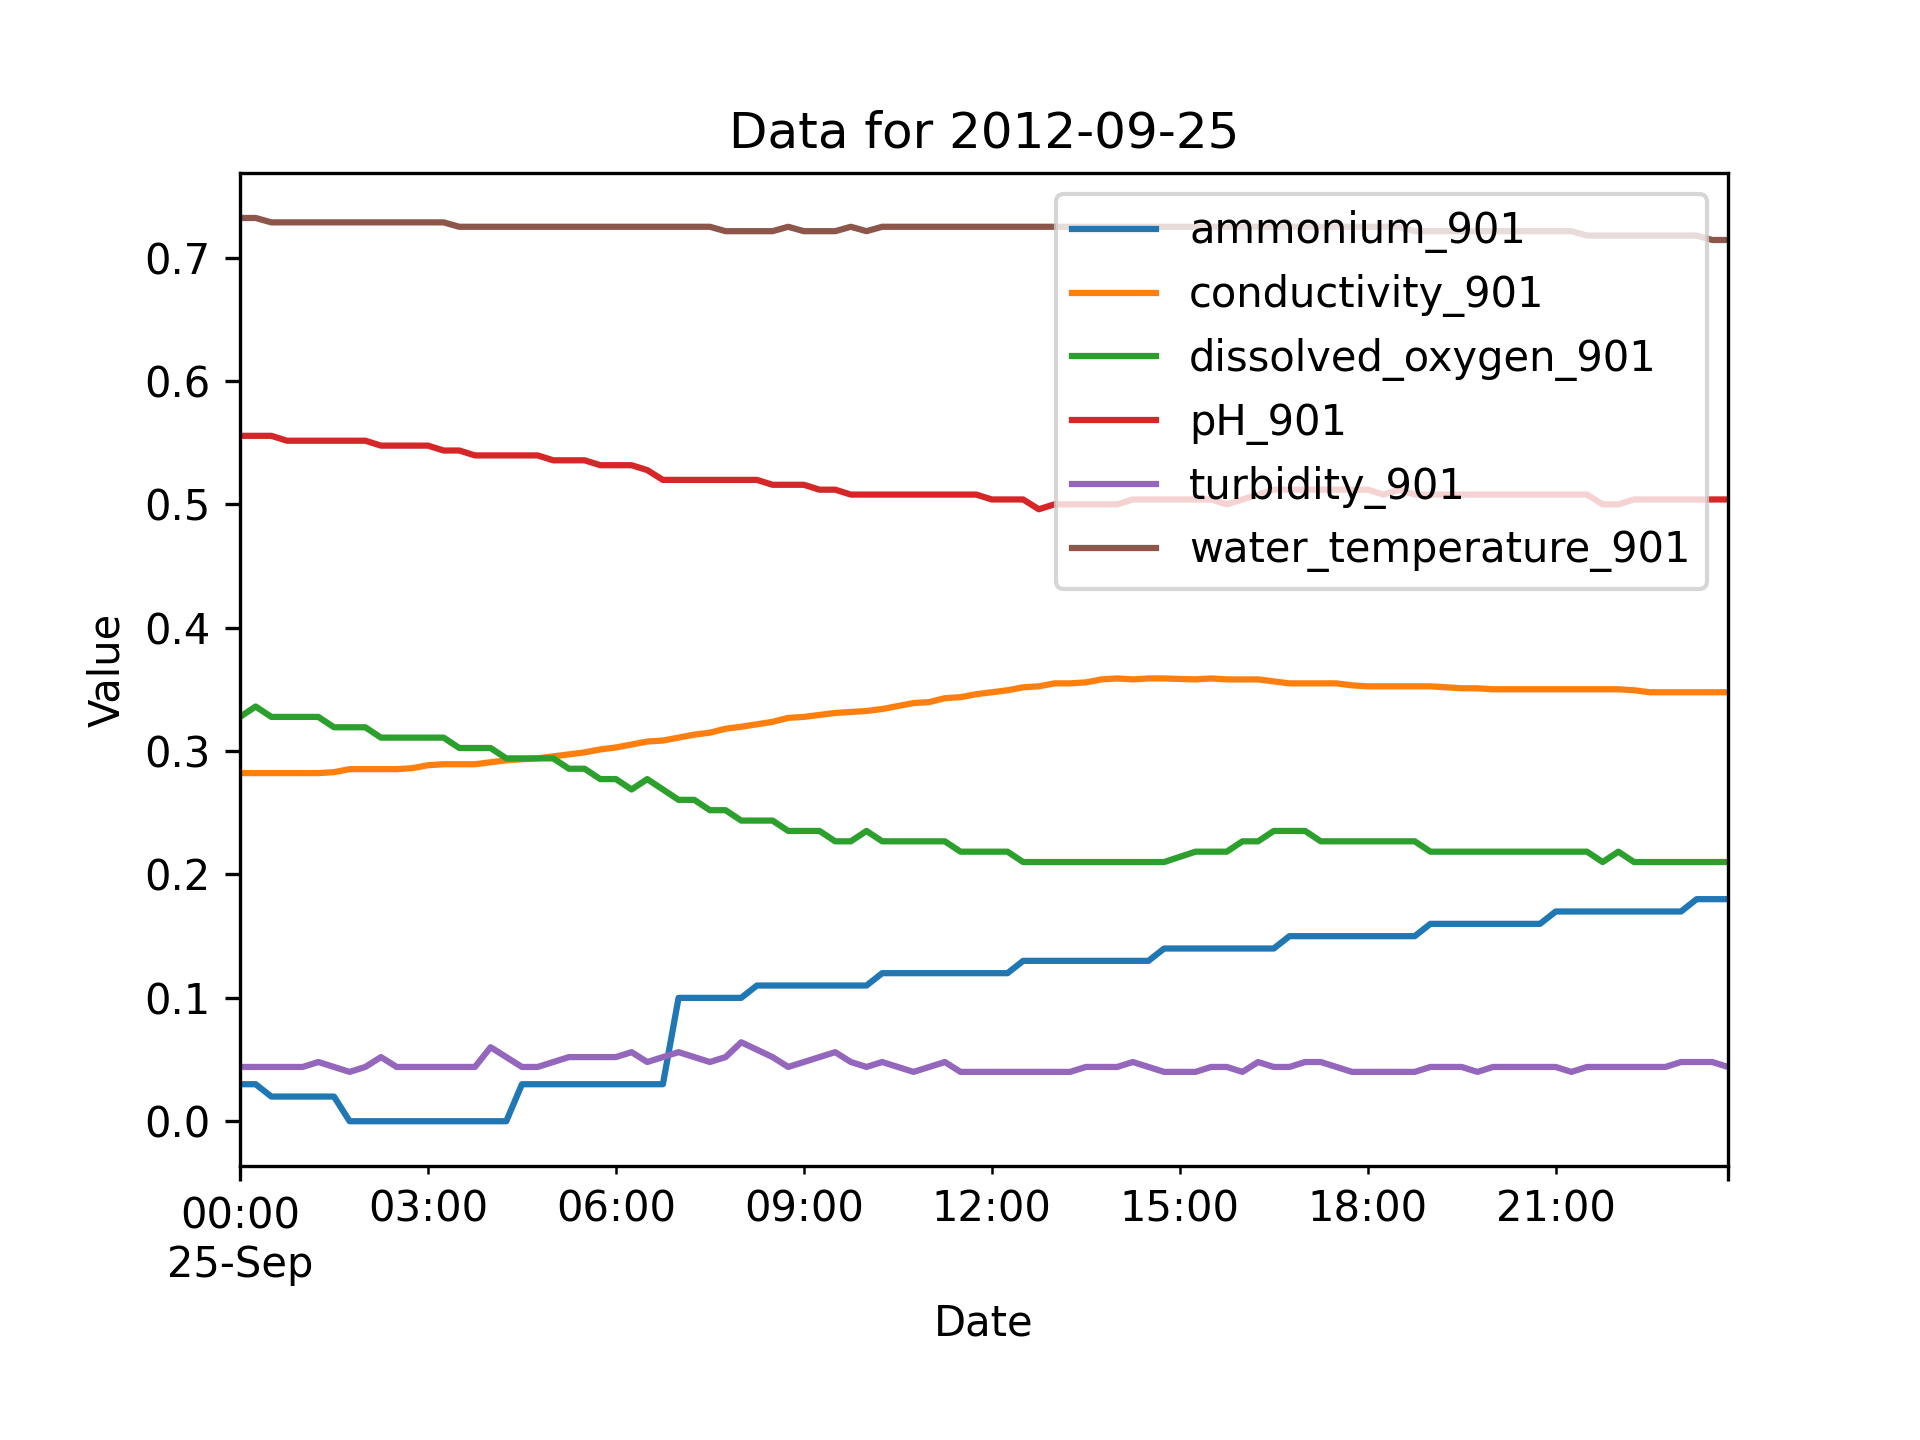 Data for 2012-09-25
ammonium_901
conductivity_901
dissolved_oxygen_901
pH_901
turbidity_901
water_temperature_901
Value
0.7
0.6
0.5
0.4
0.3
0.2
0.1
0.0
00:00 03:00 06:00 09:00 12:00 15:00 18:00 21:00
25-Sep
Date